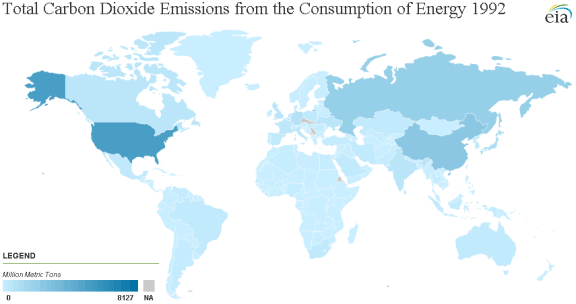 Total Carbon Dioxide Emissions from the Consumption of Energy 1992
eia
LEGEND
Million Metric Tons
0 8127 NA